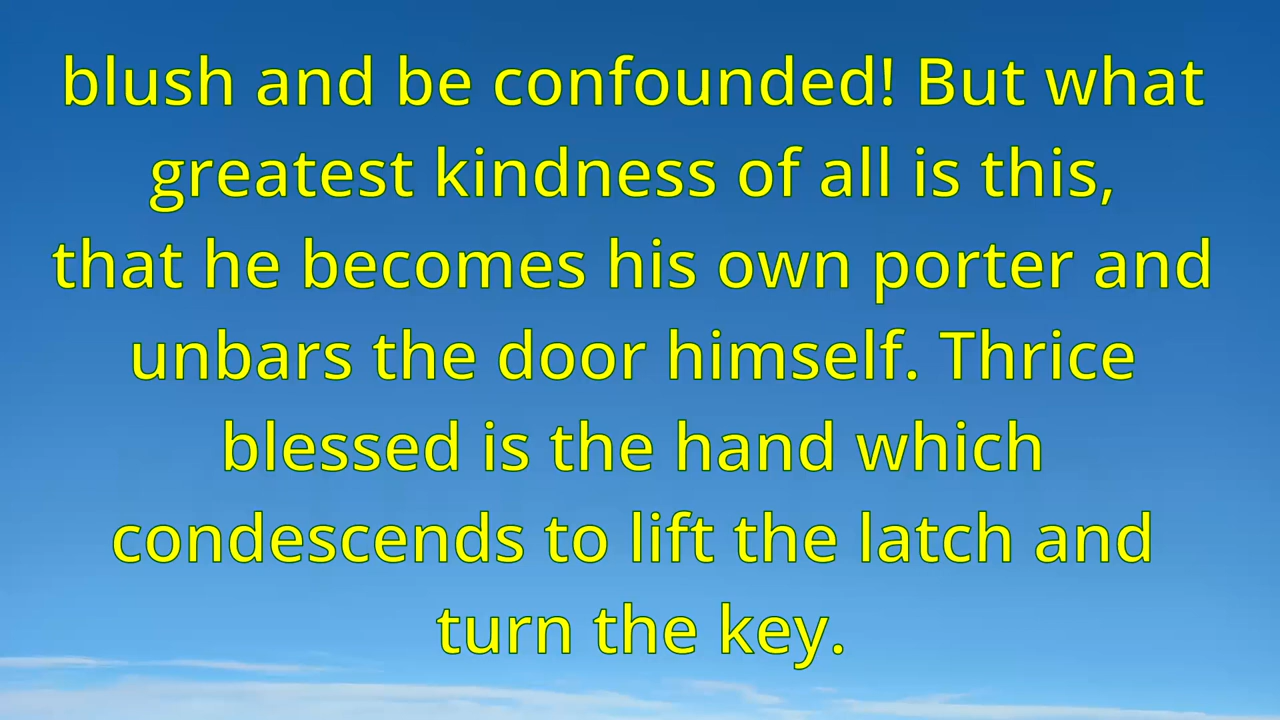 blush and be confounded! But what
greatest kindness of all is this,
that he becomes his own porter and
unbars the door himself. Thrice
blessed is the hand which
condescends to lift the latch and
turn the key.